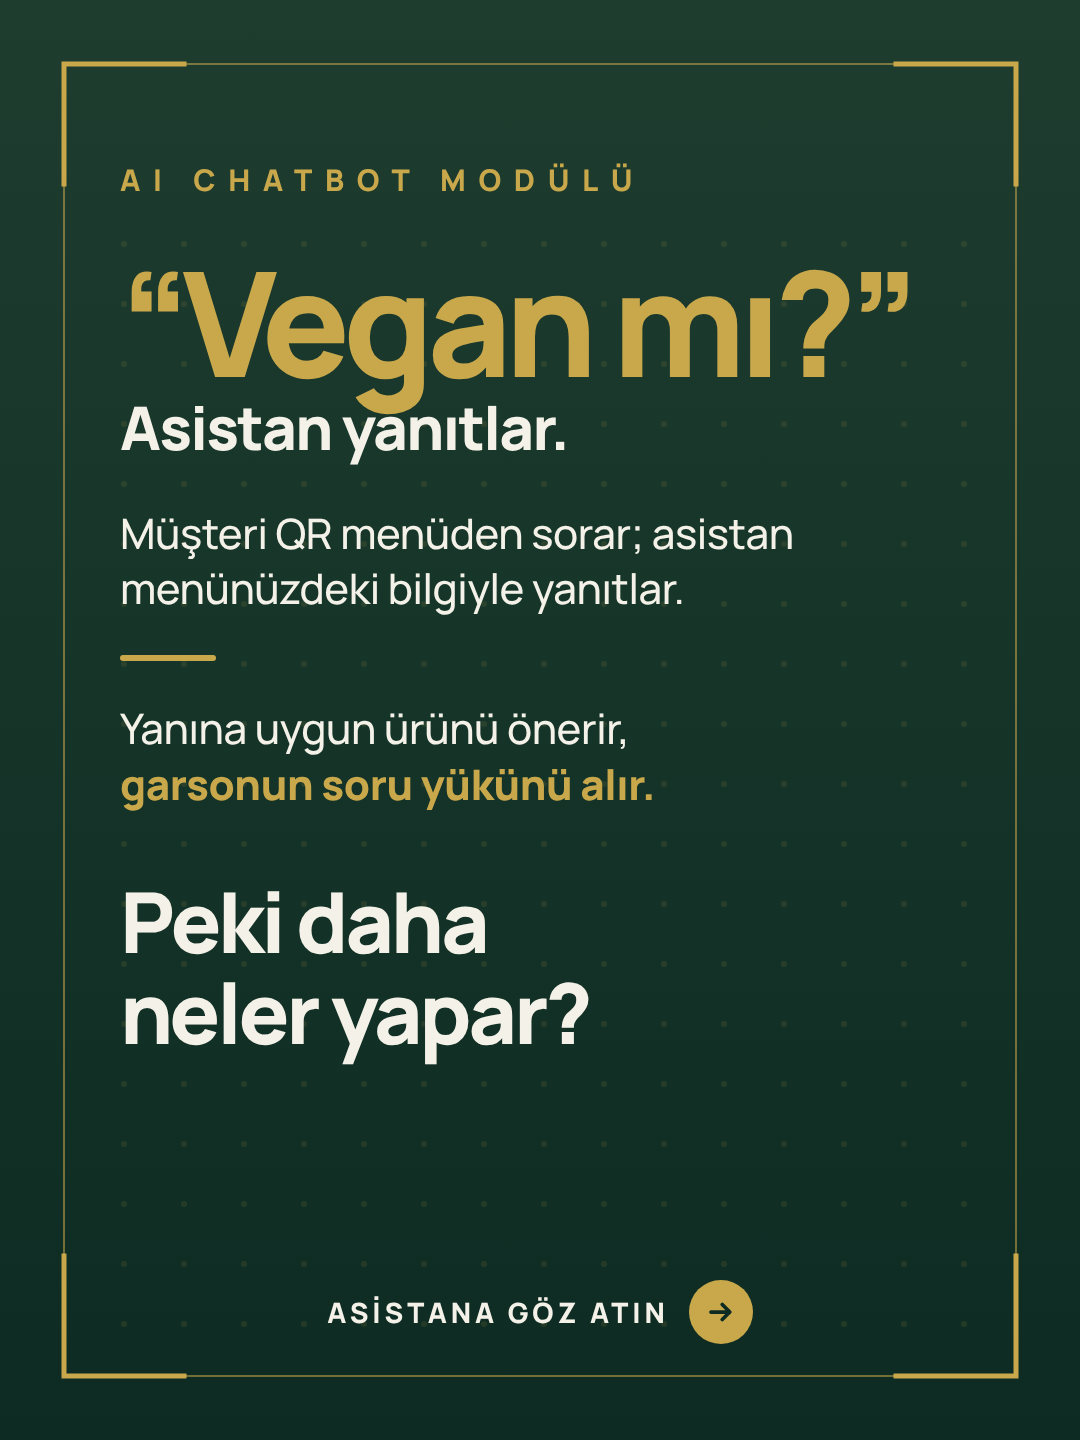 AI CHATBOT MODÜLÜ
“Vegan mı?”
Asistan yanıtlar.
Müşteri QR menüden sorar; asistan
menünüzdeki bilgiyle yanıtlar.
Yanına uygun ürünü önerir,
garsonun soru yükünü alır.
Peki daha
neler yapar?
ASİSTANA GÖZ ATIN